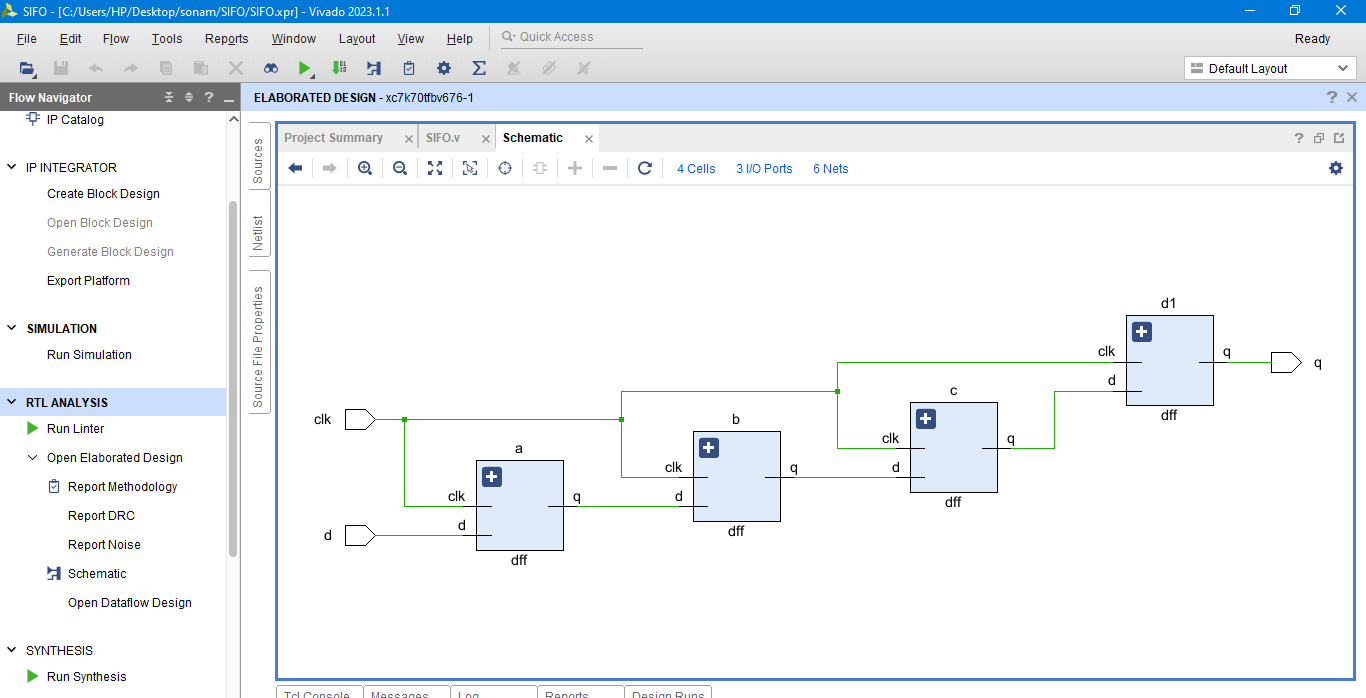 SIFO - [C:/Users/HP/Desktop/sonam/SIFO/SIFO.xpr] - Vivado 2023.1.1
File Edit Flow Tools Reports Window Layout View Help Quick Access Ready
Default Layout
Flow Navigator
ELABORATED DESIGN - xc7k70tfbv676-1
IP Catalog
IP INTEGRATOR
Create Block Design
Open Block Design
Generate Block Design
Export Platform
SIMULATION
Run Simulation
RTL ANALYSIS
Run Linter
Open Elaborated Design
Report Methodology
Report DRC
Report Noise
Schematic
Open Dataflow Design
SYNTHESIS
Run Synthesis
Sources
Netlist
Source File Properties
Project Summary SIFO.v Schematic
4 Cells 3 I/O Ports 6 Nets
d1
clk q q
d
dff
c
clk q
d
dff
b
clk q
d
dff
clk
a
clk q
d
dff
d
Tcl Console Messages Log Reports Design Runs